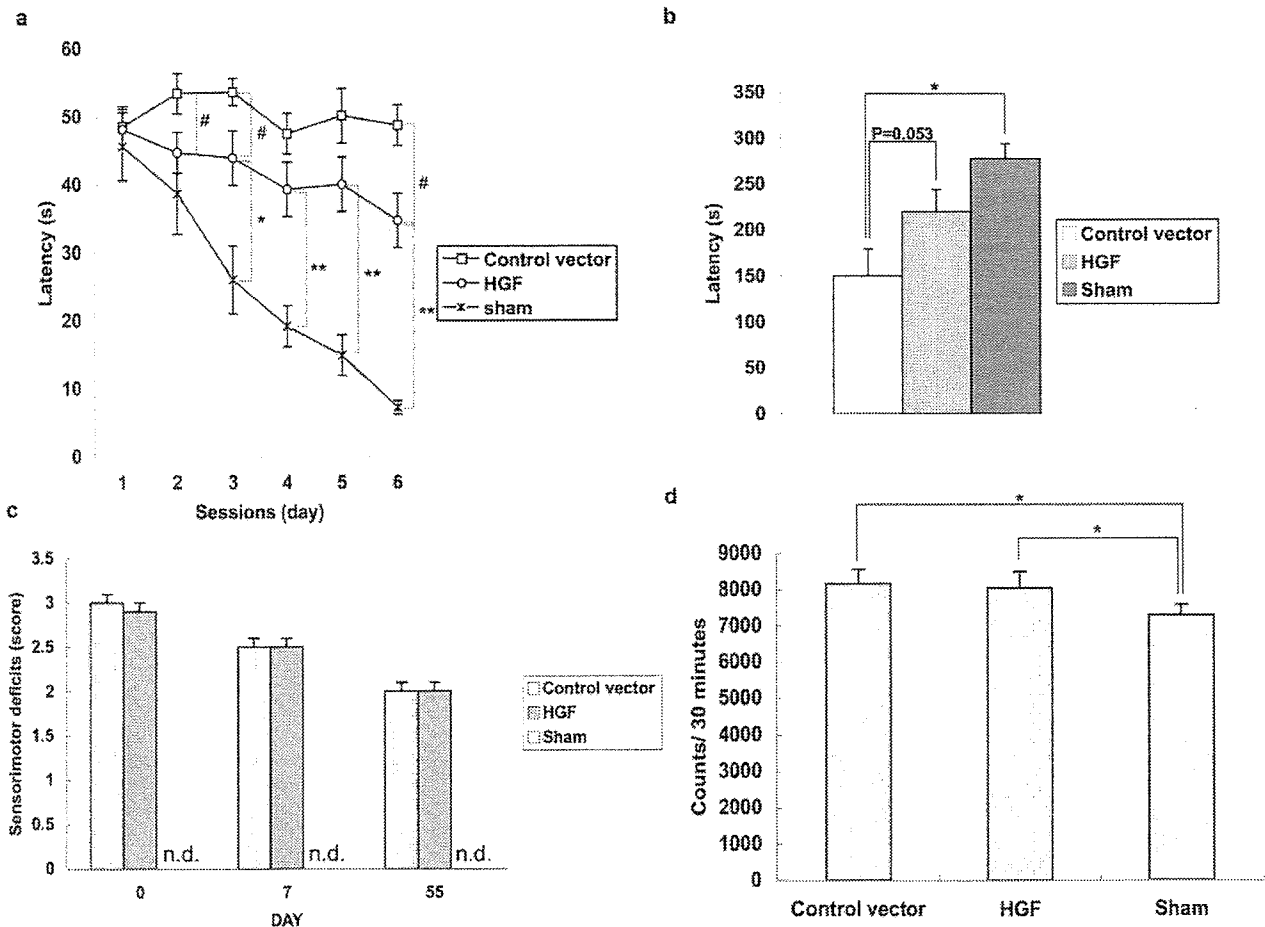 a
60
50
40
30
20
10
0
Latency (s)
#
#
*
**
**
#
**
1 2 3 4 5 6
Sessions (day)
Control vector
HGF
sham
b
350
300
250
200
150
100
50
0
Latency (s)
*
P=0.053
Control vector
HGF
Sham
c
3.5
3
2.5
2
1.5
1
0.5
0
Sensorimotor deficits (score)
n.d. n.d. n.d.
0 7 55
DAY
Control vector
HGF
Sham
d
*
*
9000
8000
7000
6000
5000
4000
3000
2000
1000
0
Counts/ 30 minutes
Control vector HGF Sham